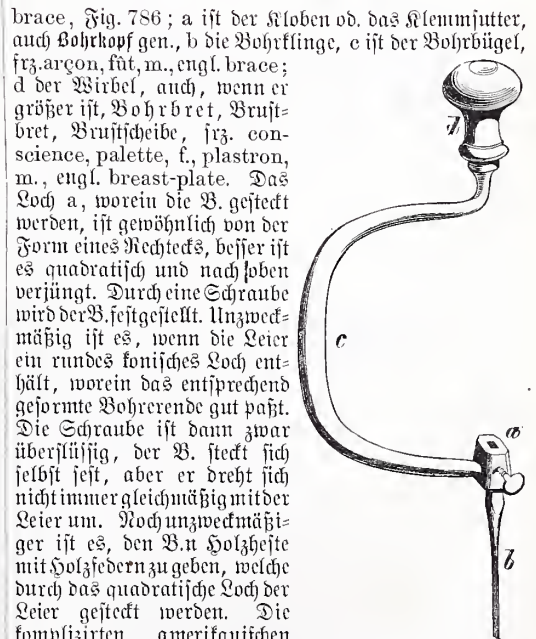 brace, Fig. 786; a iſt der Kloben od. das Klemmfutter,
auch Bohrkopf gen., b die Bohrklinge, c iſt der Bohrbügel,
frz. arçon, fût, m., engl. brace;
d der Wirbel, auch, wenn er
größer iſt, Bohrbret, Bruſt⸗
bret, Bruſtſcheibe, frz. con-
science, palette, f., plastron,
m., engl. breast-plate. Das
Loch a, worein die B. geſteckt
werden, iſt gewöhnlich von der
Form eines Rechtecks, beſſer iſt
es quadratiſch und nach oben
verjüngt. Durch eine Schraube
wird der B. feſtgeſtellt. Unzweck⸗
mäßig iſt es, wenn die Leier
ein rundes koniſches Loch ent⸗
hält, worein das entſprechend
geformte Bohrerende gut paßt.
Die Schraube iſt dann zwar
überflüſſig, der B. ſteckt ſich
ſelbſt feſt, aber er dreht ſich
nicht immer gleichmäßig mit der
Leier um. Noch unzweckmäßi⸗
ger iſt es, den B.n Holzhefte
mit Holzfedern zu geben, welche
durch das quadratiſche Loch der
Leier geſteckt werden. Die
komplizirten amerikaniſchen
d
c
a
b